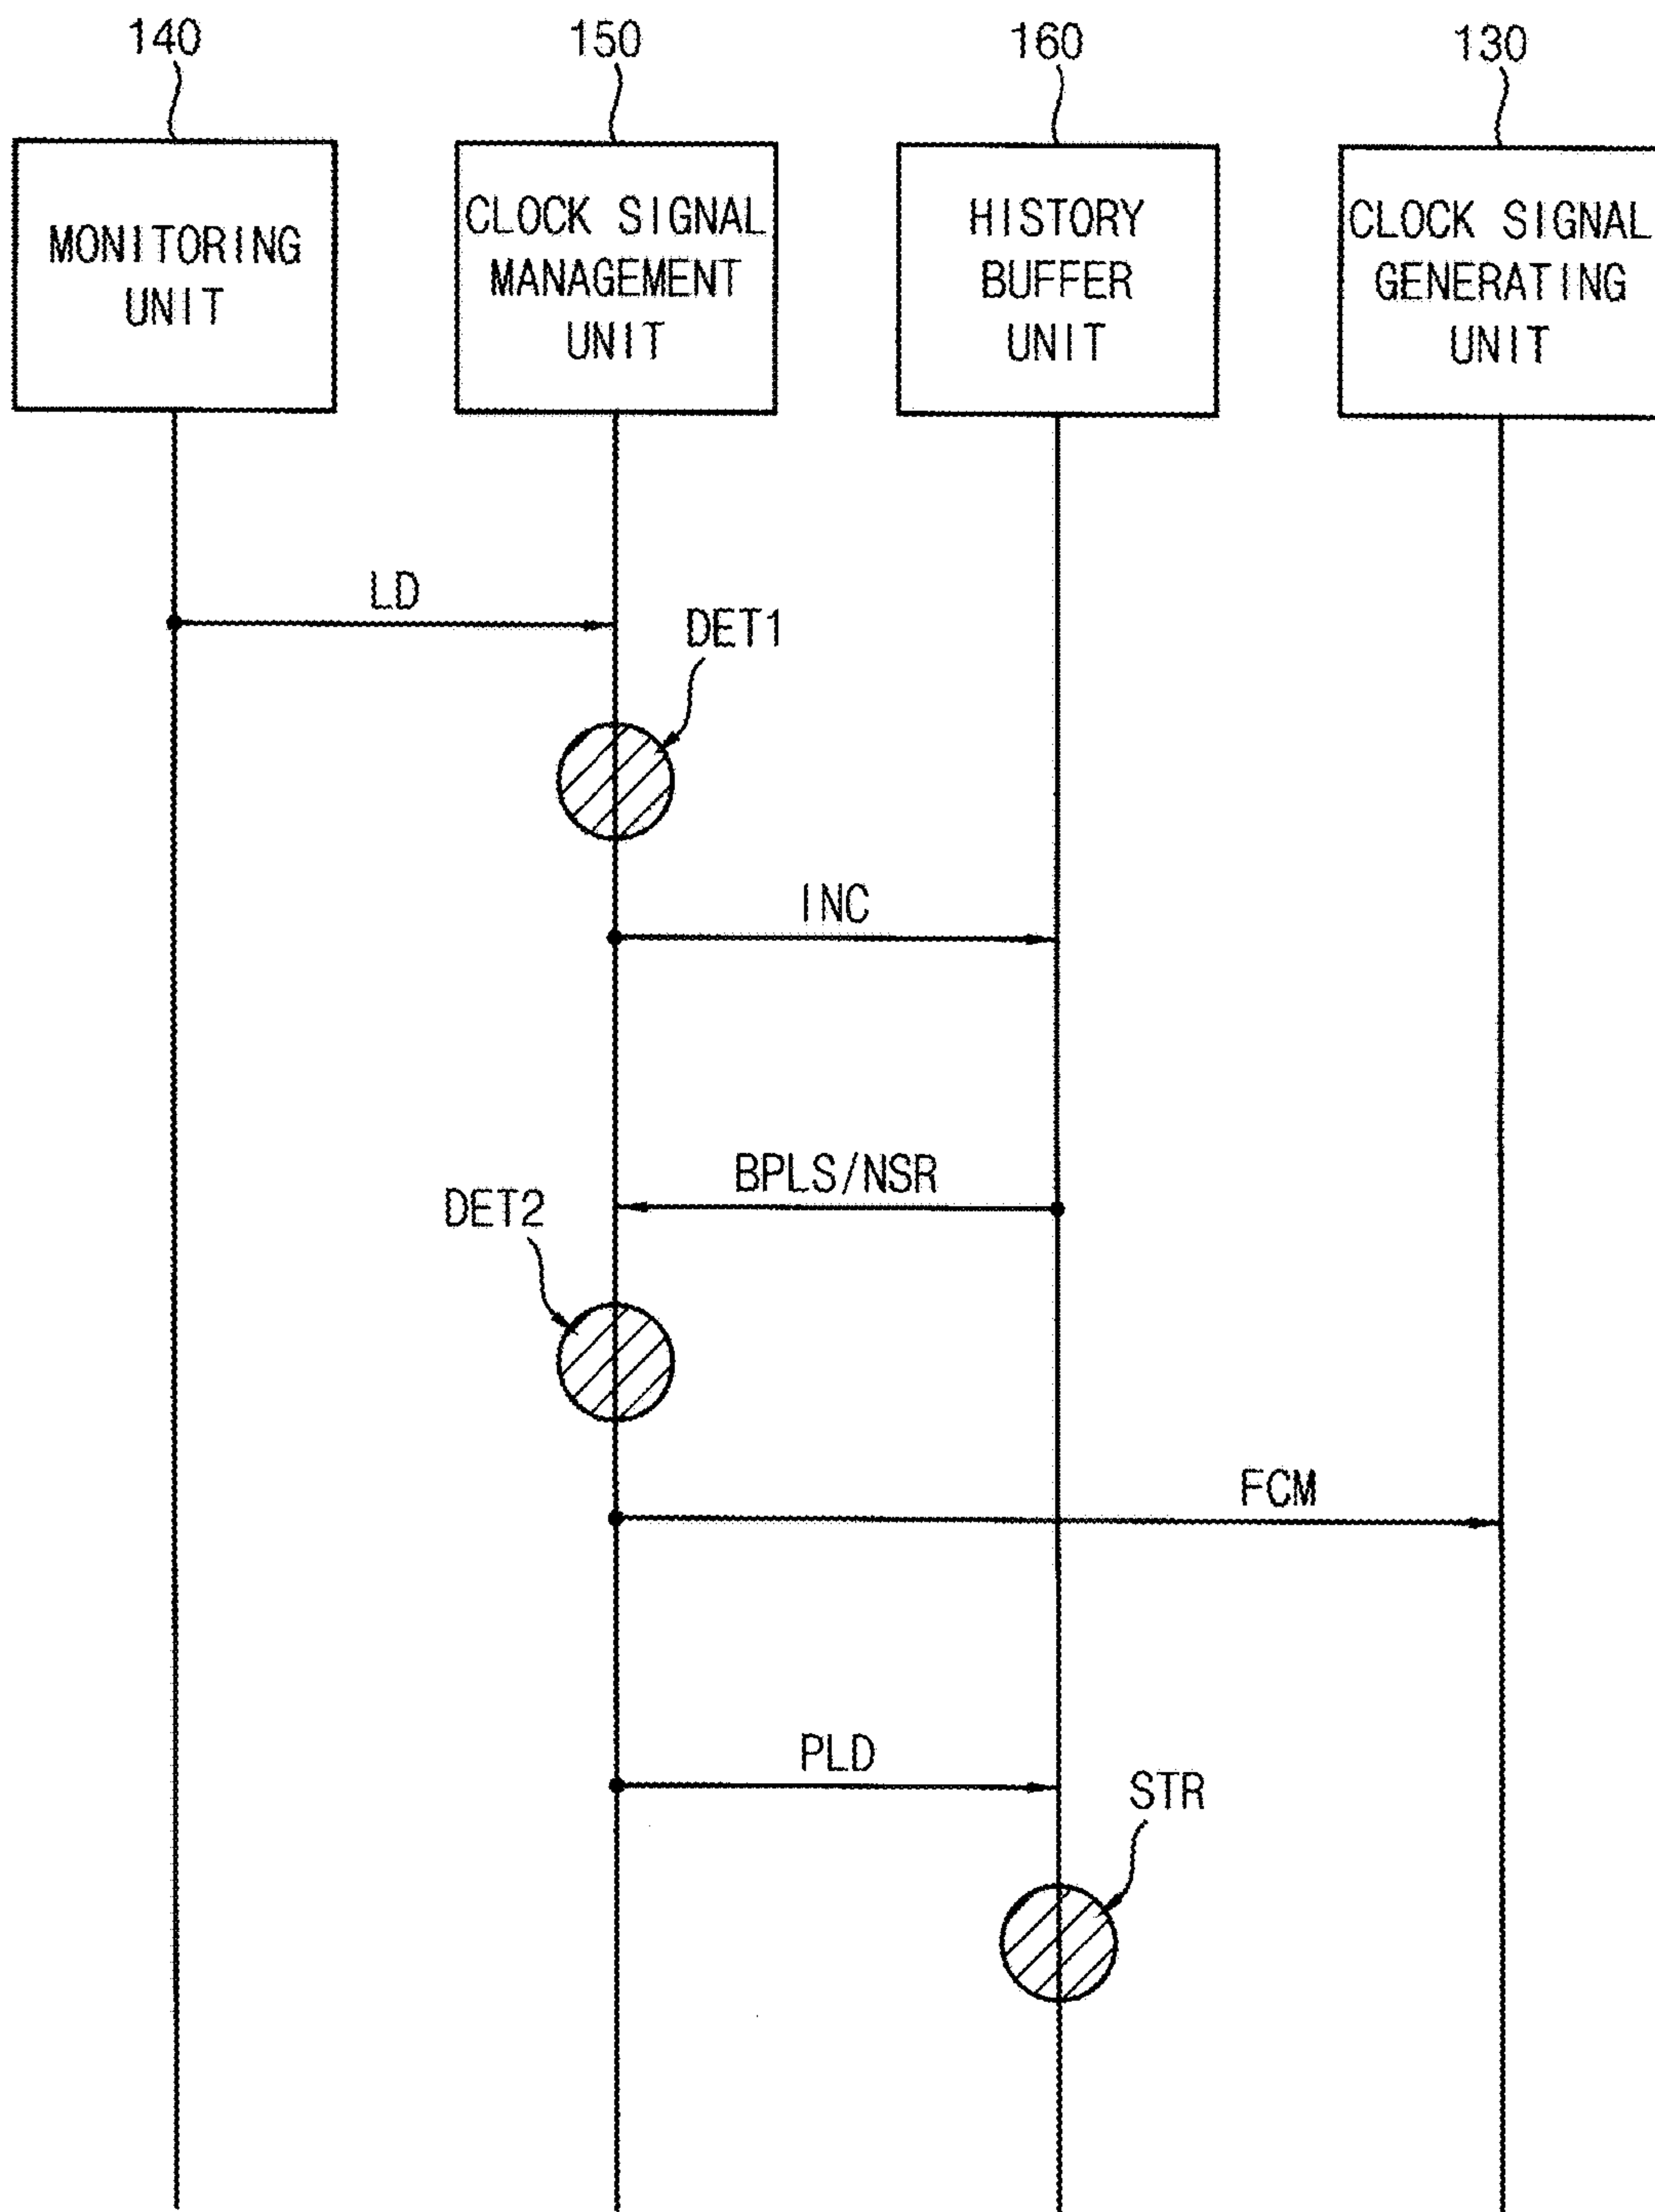 140
150
160
130
MONITORING
UNIT
CLOCK SIGNAL
MANAGEMENT
UNIT
HISTORY
BUFFER
UNIT
CLOCK SIGNAL
GENERATING
UNIT
LD
DET1
INC
BPLS/NSR
DET2
FCM
PLD
STR